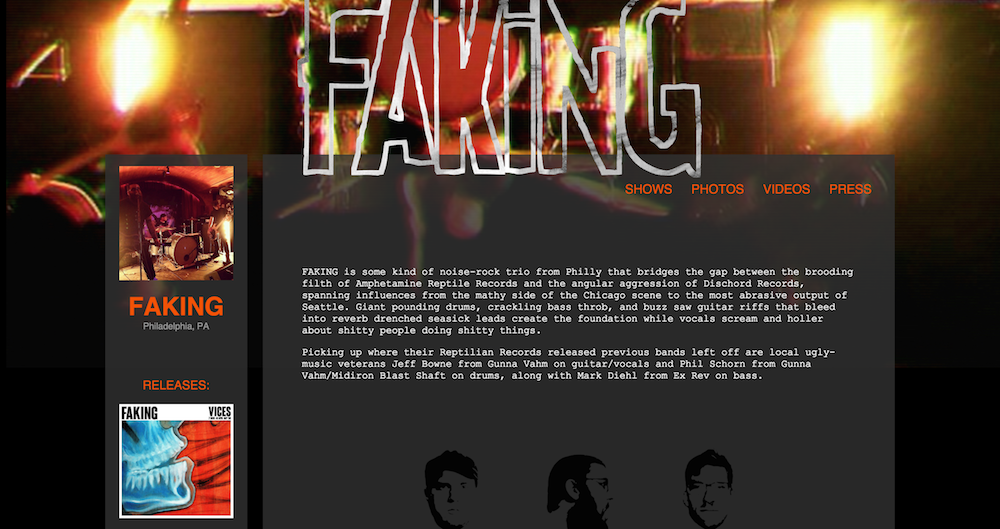 FAKiNG
SHOWS PHOTOS VIDEOS PRESS
FAKING
Philadelphia, PA
RELEASES:
FAKING VICES
FAKING is some kind of noise-rock trio from Philly that bridges the gap between the brooding
filth of Amphetamine Reptile Records and the angular aggression of Dischord Records,
spanning influences from the mathy side of the Chicago scene to the most abrasive output of
Seattle. Giant pounding drums, crackling bass throb, and buzz saw guitar riffs that bleed
into reverb drenched seasick leads create the foundation while vocals scream and holler
about shitty people doing shitty things.
Picking up where their Reptilian Records released previous bands left off are local ugly-
music veterans Jeff Bowne from Gunna Vahm on guitar/vocals and Phil Schorn from Gunna
Vahm/Midiron Blast Shaft on drums, along with Mark Diehl from Ex Rev on bass.